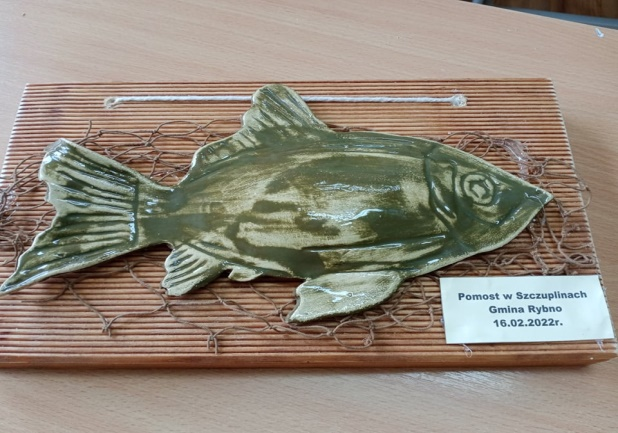 Pomost w Szczuplinach
Gmina Rybno
16.02.2022r.